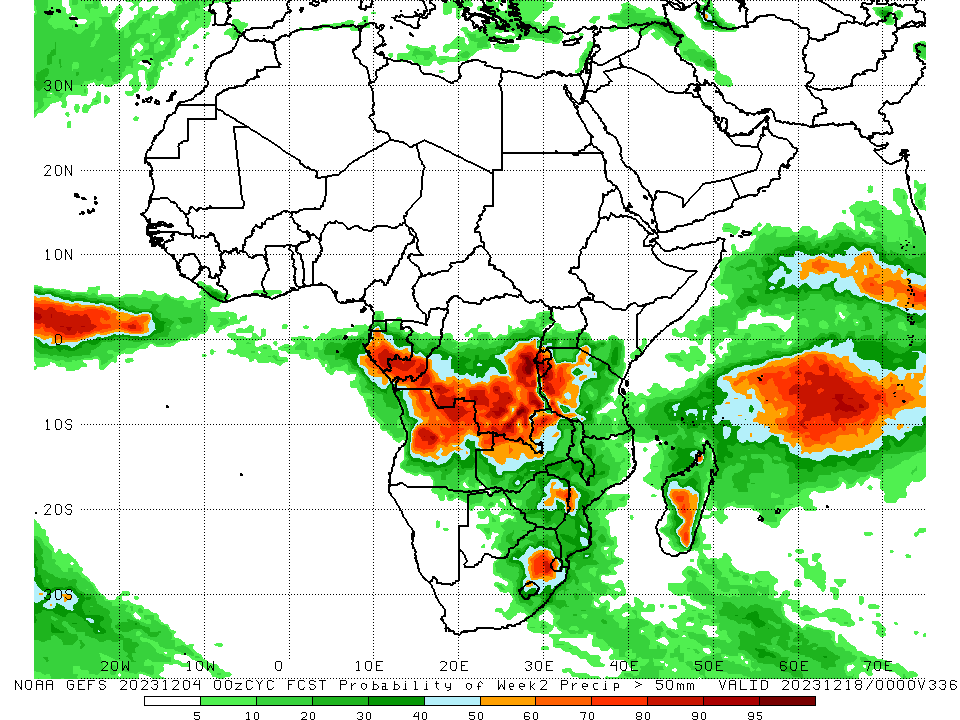 30N
20N
10N
0
10S
20S
30S
20W 10W 0 10E 20E 30E 40E 50E 60E 70E
NOAA GEFS 20231204 00zCYC FCST Probability of Week2 Precip > 50mm VALID 20231218/0000V336
5 10 20 30 40 50 60 70 80 90 95